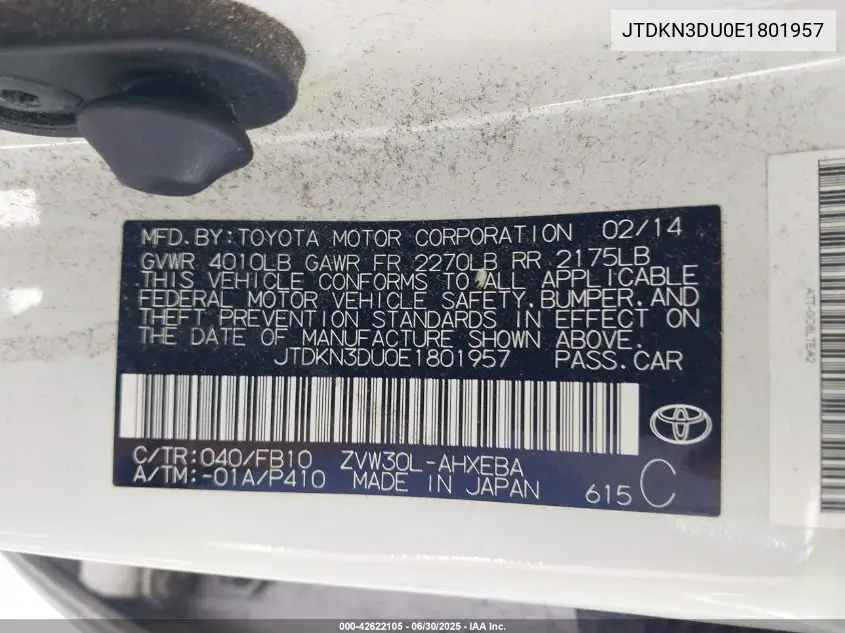 JTDKN3DU0E1801957
MFD.BY:TOYOTA MOTOR CORPORATION 02/14
GVWR 4010LB GAWR FR 2270LB RR 2175LB
THIS VEHICLE CONFORMS TO ALL APPLICABLE
FEDERAL MOTOR VEHICLE SAFETY,BUMPER,AND
THEFT PREVENTION STANDARDS IN EFFECT ON
THE DATE OF MANUFACTURE SHOWN ABOVE.
JTDKN3DU0E1801957 PASS.CAR
C/TR:040/FB10 ZVW30L-AHXEBA
A/TM:-01A/P410 MADE IN JAPAN 615 C
000-42622105 - 06/30/2025 - IAA Inc.